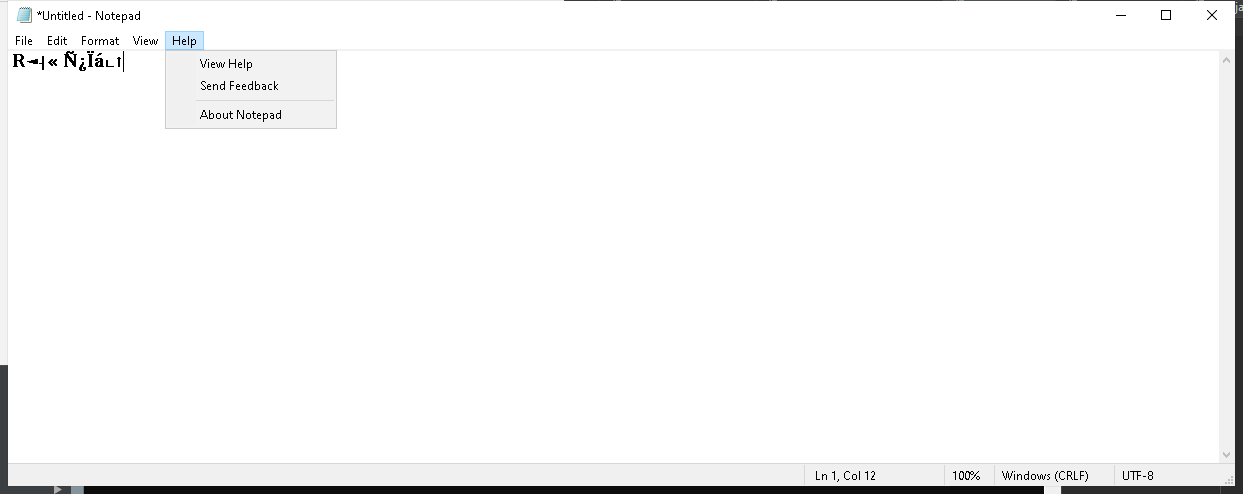 *Untitled - Notepad
File Edit Format View Help
R◄┤« Ñ¿Ïá∟↑
View Help
Send Feedback
About Notepad
Ln 1, Col 12 100% Windows (CRLF) UTF-8